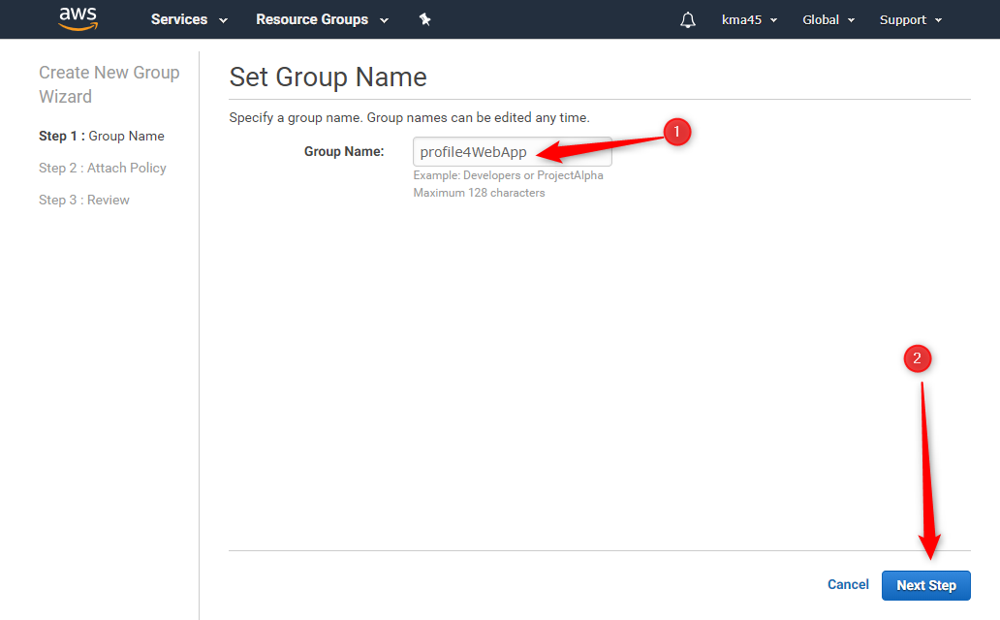 aws Services Resource Groups kma45 Global Support
Create New Group
Wizard
Step 1 : Group Name
Step 2 : Attach Policy
Step 3 : Review
Set Group Name
Specify a group name. Group names can be edited any time.
Group Name: profile4WebApp
1
Example: Developers or ProjectAlpha
Maximum 128 characters
2
Cancel Next Step